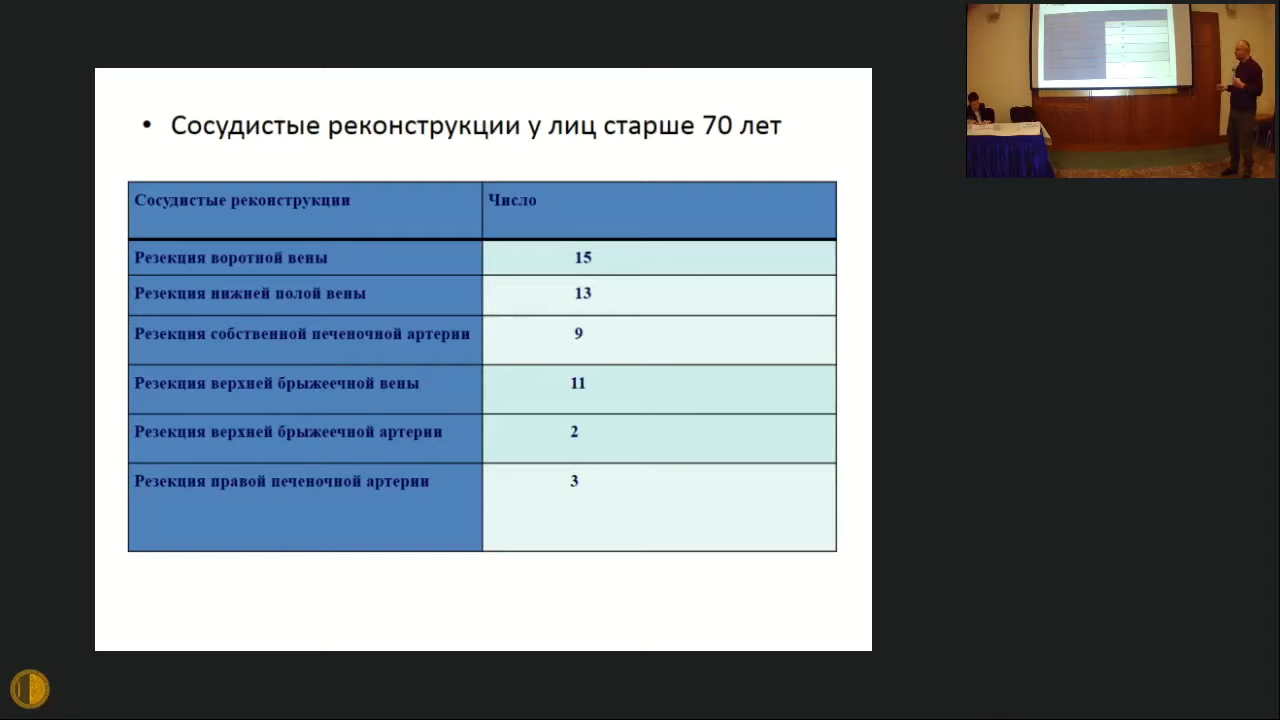 • Сосудистые реконструкции у лиц старше 70 лет
Сосудистые реконструкции Число
Резекция воротной вены 15
Резекция нижней полой вены 13
Резекция собственной печеночной артерии 9
Резекция верхней брыжеечной вены 11
Резекция верхней брыжеечной артерии 2
Резекция правой печеночной артерии 3